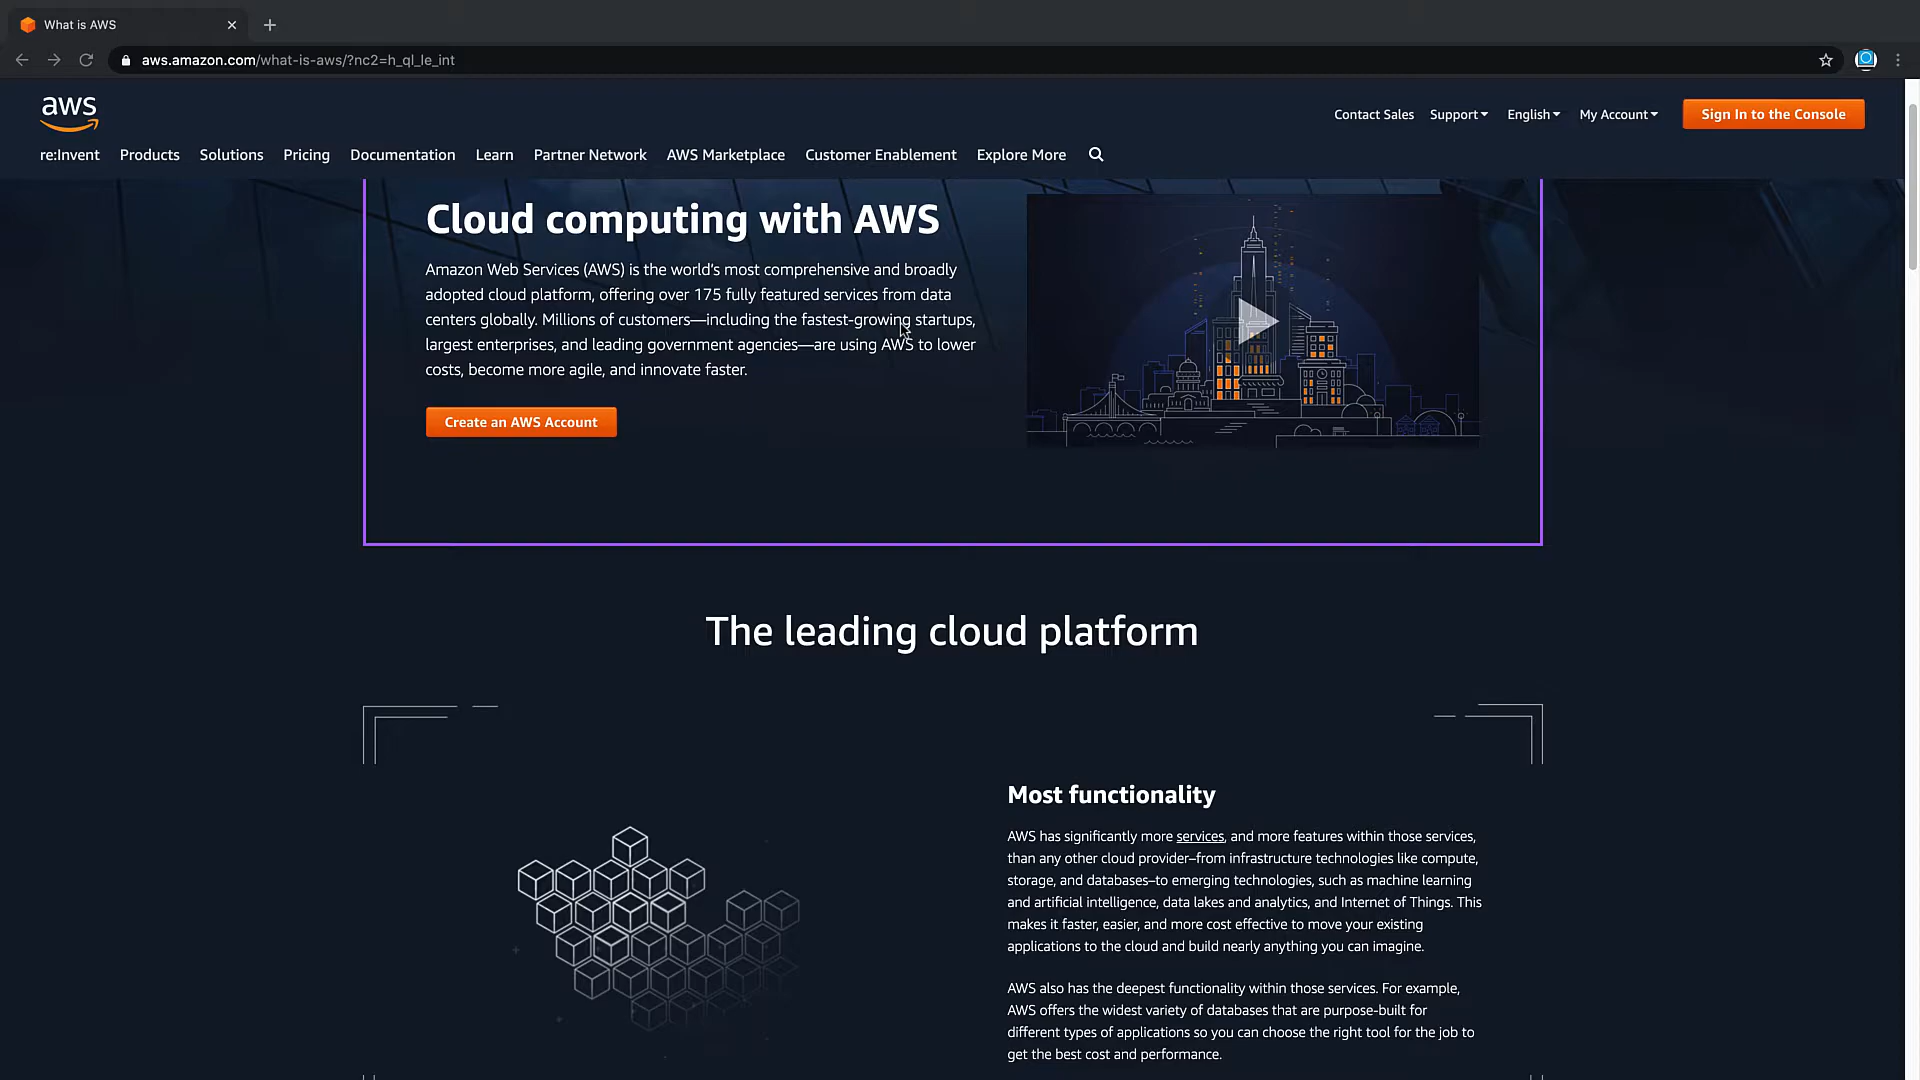 What is AWS
aws.amazon.com/what-is-aws/?nc2=h_ql_le_int
aws
Contact Sales Support English My Account Sign In to the Console
re:Invent Products Solutions Pricing Documentation Learn Partner Network AWS Marketplace Customer Enablement Explore More
Cloud computing with AWS
Amazon Web Services (AWS) is the world's most comprehensive and broadly
adopted cloud platform, offering over 175 fully featured services from data
centers globally. Millions of customers—including the fastest-growing startups,
largest enterprises, and leading government agencies—are using AWS to lower
costs, become more agile, and innovate faster.
Create an AWS Account
The leading cloud platform
Most functionality
AWS has significantly more services, and more features within those services,
than any other cloud provider–from infrastructure technologies like compute,
storage, and databases–to emerging technologies, such as machine learning
and artificial intelligence, data lakes and analytics, and Internet of Things. This
makes it faster, easier, and more cost effective to move your existing
applications to the cloud and build nearly anything you can imagine.
AWS also has the deepest functionality within those services. For example,
AWS offers the widest variety of databases that are purpose-built for
different types of applications so you can choose the right tool for the job to
get the best cost and performance.